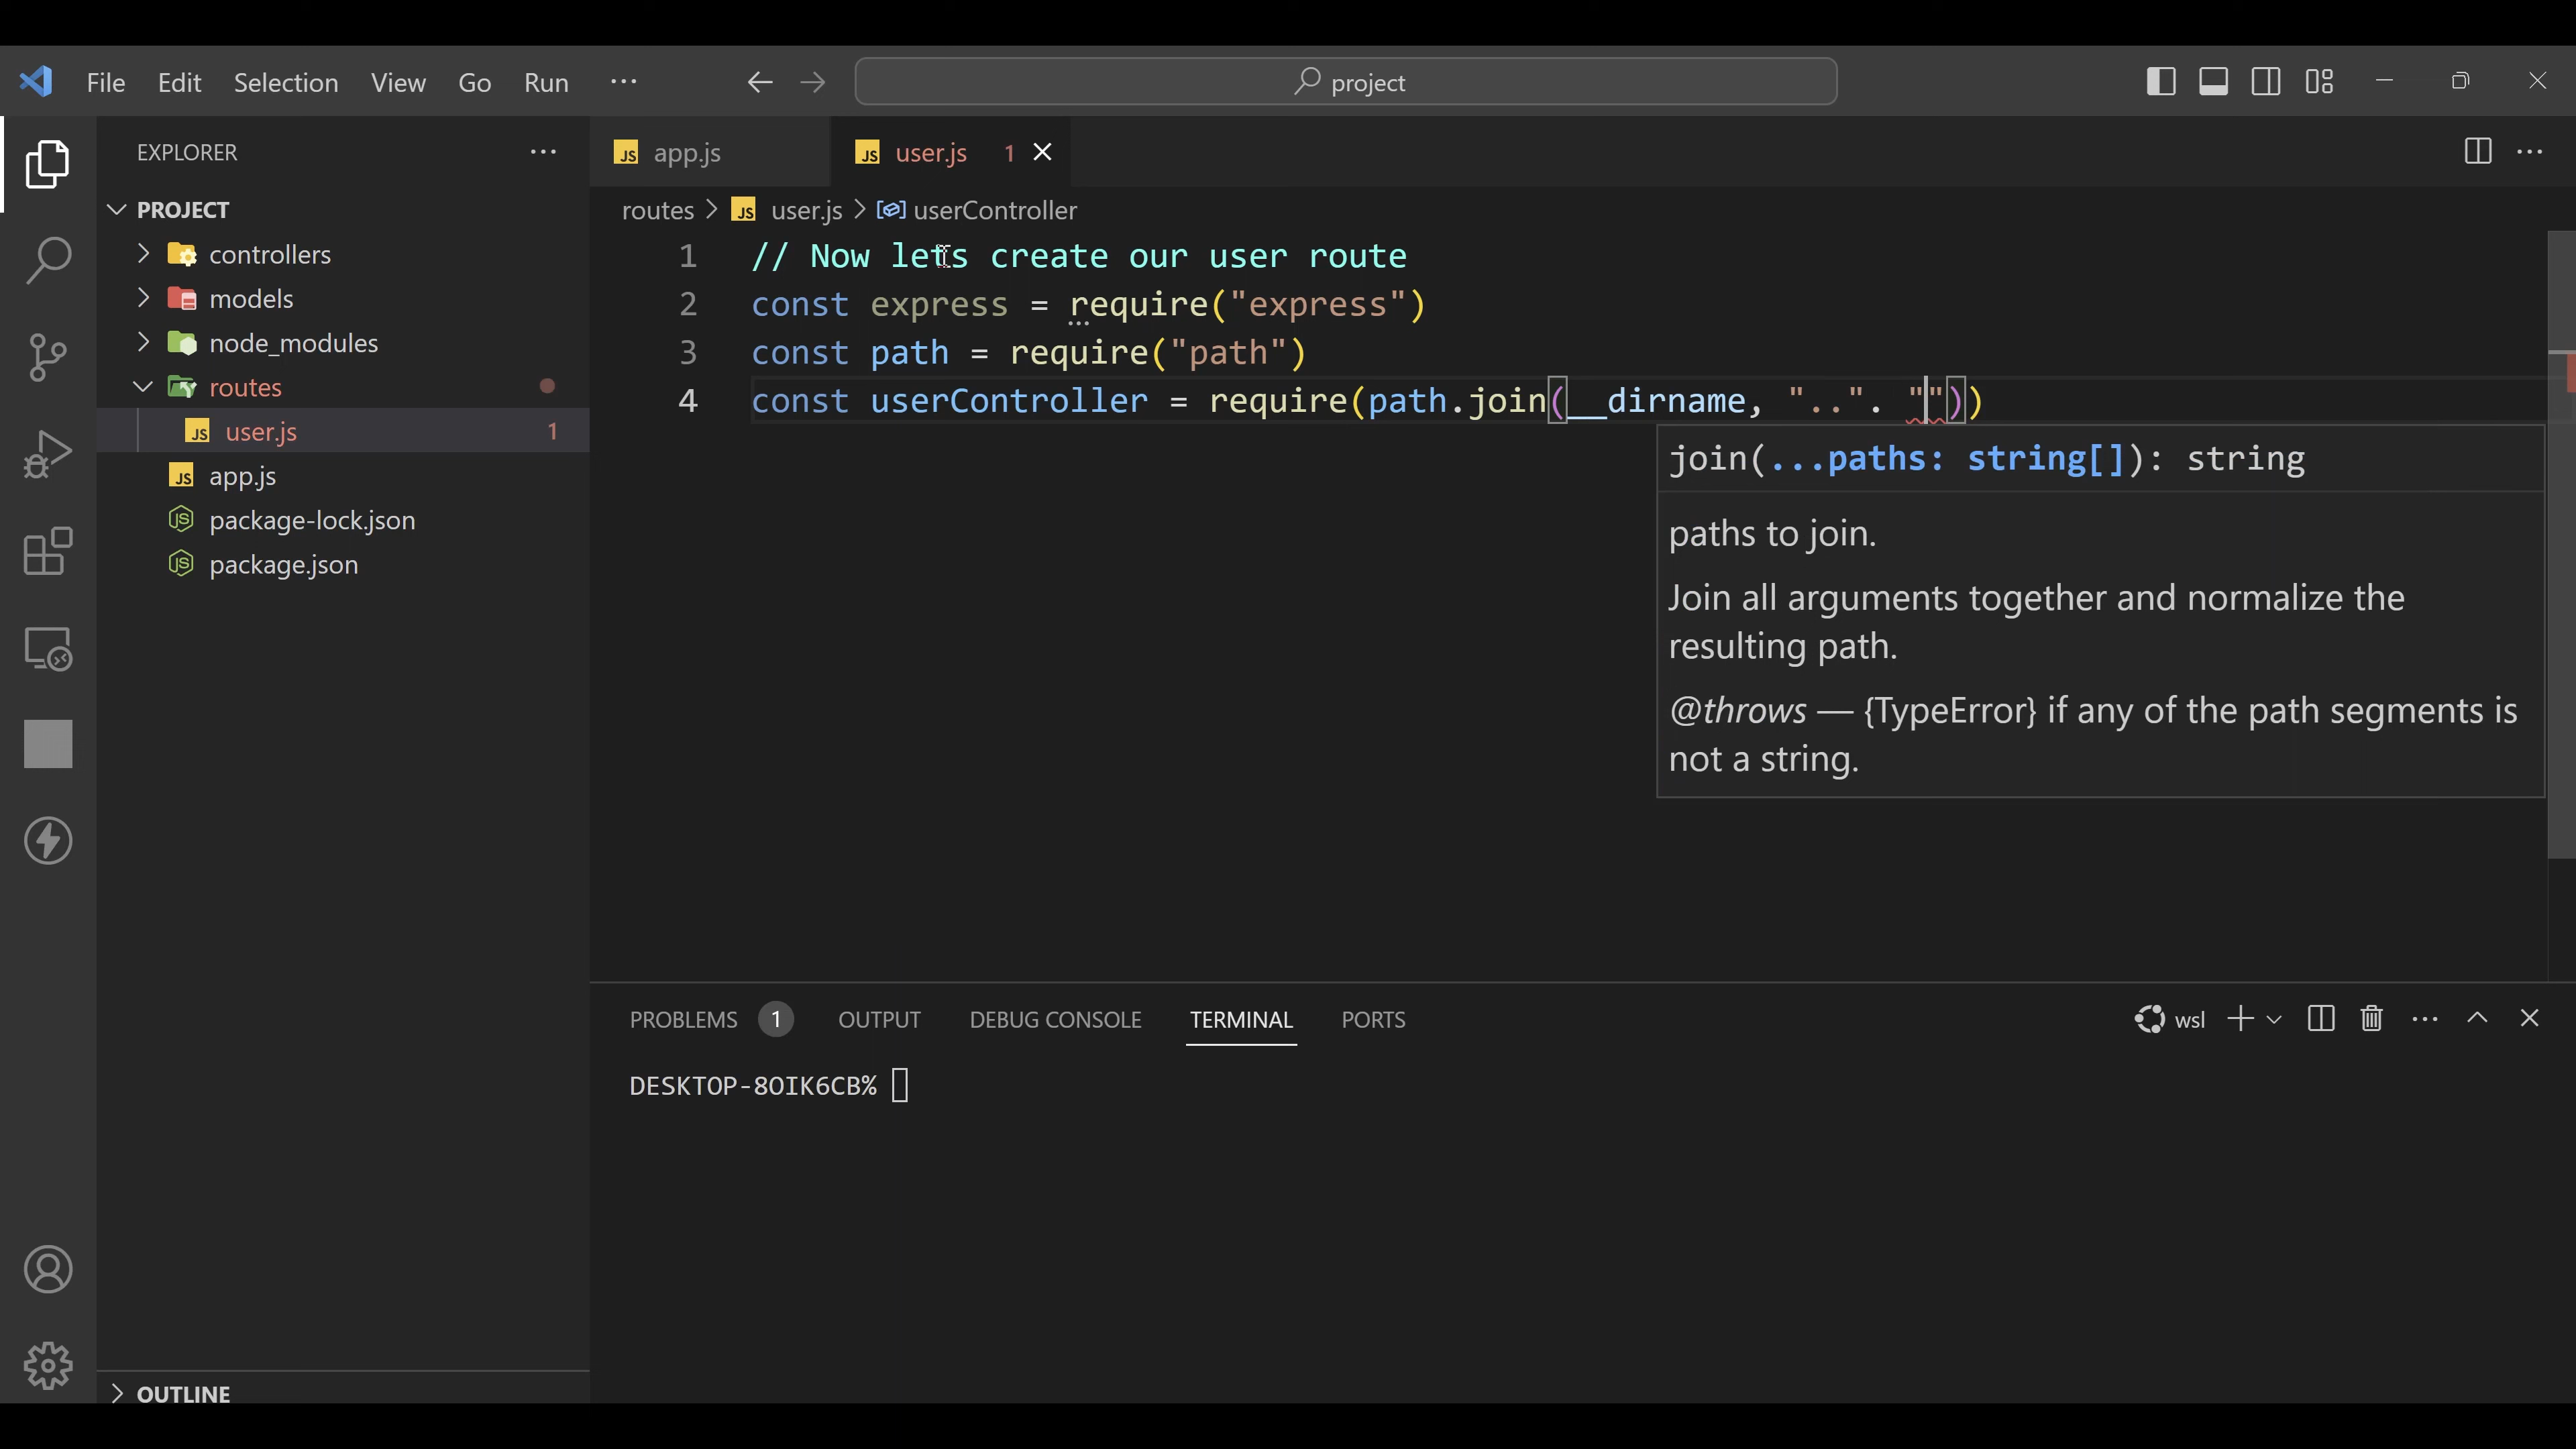 File Edit Selection View Go Run ...
project
EXPLORER ...
PROJECT
controllers
models
node_modules
routes
user.js 1
app.js
package-lock.json
package.json
OUTLINE
app.js
user.js 1
routes > user.js > userController
1 // Now lets create our user route
2 const express = require("express")
3 const path = require("path")
4 const userController = require(path.join(__dirname, "..". ""))
join(...paths: string[]): string
paths to join.
Join all arguments together and normalize the
resulting path.
@throws — {TypeError} if any of the path segments is
not a string.
PROBLEMS 1 OUTPUT DEBUG CONSOLE TERMINAL PORTS
wsl
DESKTOP-8OIK6CB%